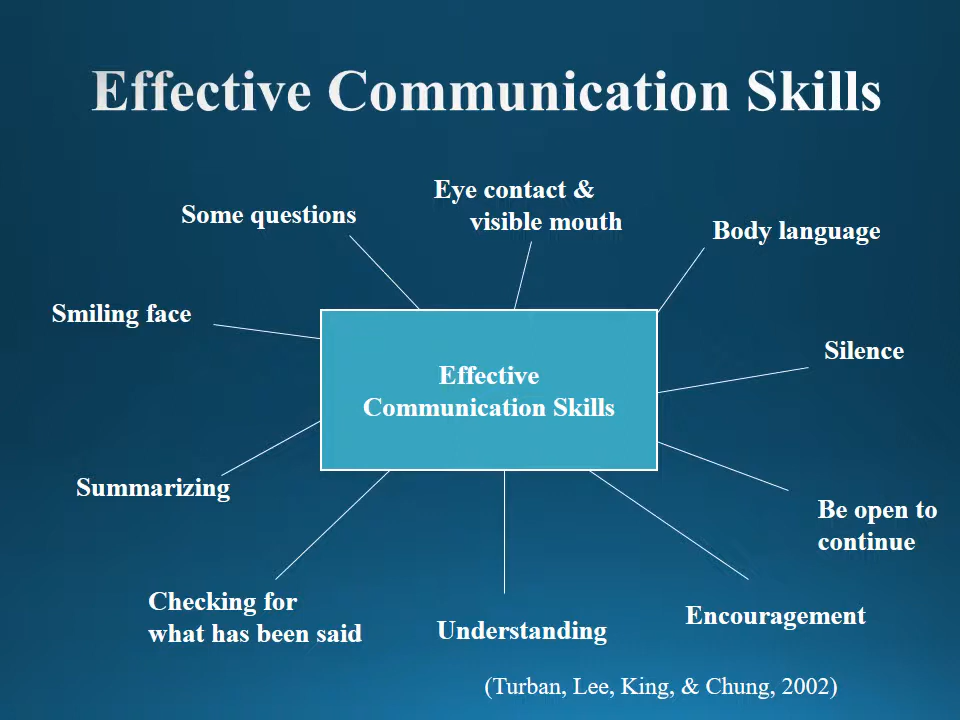 Effective Communication Skills
Some questions
Eye contact &
visible mouth
Body language
Smiling face
Silence
Effective
Communication Skills
Summarizing
Be open to
continue
Checking for
what has been said
Understanding
Encouragement
(Turban, Lee, King, & Chung, 2002)